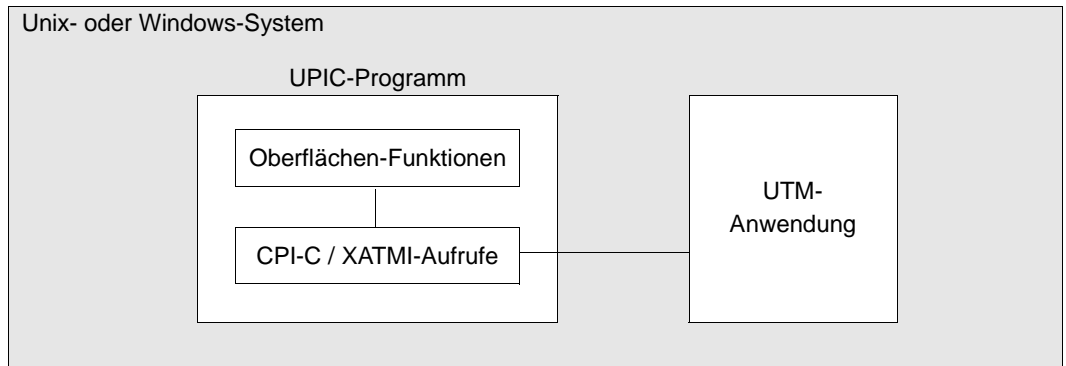 Unix- oder Windows-System
UPIC-Programm
Oberflächen-Funktionen
CPI-C / XATMI-Aufrufe
UTM-
Anwendung